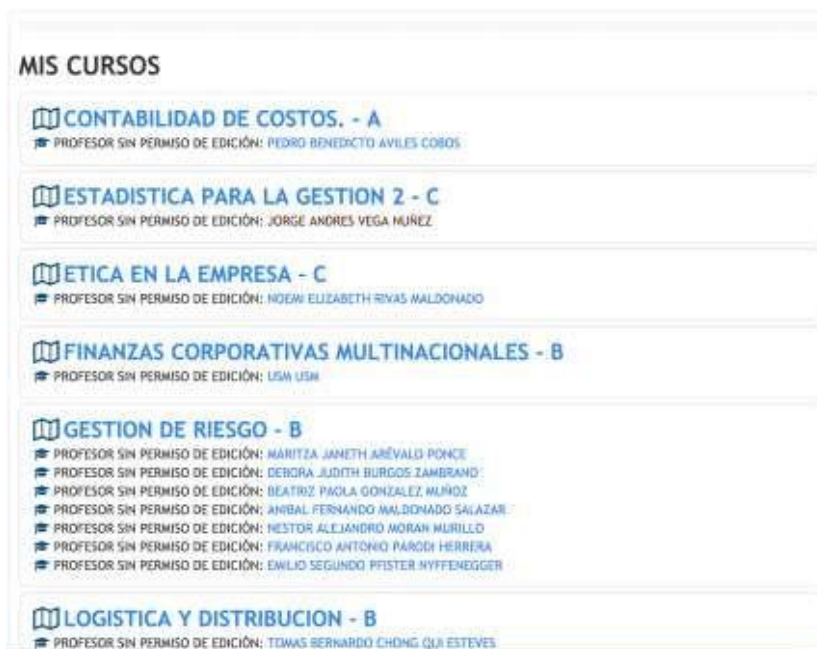 MIS CURSOS
CONTABILIDAD DE COSTOS. - A
PROFESOR SIN PERMISO DE EDICIÓN: PEDRO BENEDICTO AVILES COBOS
ESTADISTICA PARA LA GESTION 2 - C
PROFESOR SIN PERMISO DE EDICIÓN: JORGE ANDRES VEGA NUÑEZ
ETICA EN LA EMPRESA - C
PROFESOR SIN PERMISO DE EDICIÓN: NOEMI ELIZABETH RIVAS MALDONADO
FINANZAS CORPORATIVAS MULTINACIONALES - B
PROFESOR SIN PERMISO DE EDICIÓN: USM USM
GESTION DE RIESGO - B
PROFESOR SIN PERMISO DE EDICIÓN: MARITZA JANETH ARÉVALO PONCE
PROFESOR SIN PERMISO DE EDICIÓN: DEBORA JUDITH BURGOS ZAMBRANO
PROFESOR SIN PERMISO DE EDICIÓN: BEATRIZ PAOLA GONZALEZ MUÑOZ
PROFESOR SIN PERMISO DE EDICIÓN: ANIBAL FERNANDO MALDONADO SALAZAR
PROFESOR SIN PERMISO DE EDICIÓN: NESTOR ALEJANDRO MORAN MURILLO
PROFESOR SIN PERMISO DE EDICIÓN: FRANCISCO ANTONIO PARODI HERRERA
PROFESOR SIN PERMISO DE EDICIÓN: EMILIO SEGUNDO PFISTER NYFFENEGGER
LOGISTICA Y DISTRIBUCION - B
PROFESOR SIN PERMISO DE EDICIÓN: TOMAS BERNARDO CHONG QUI ESTEVES